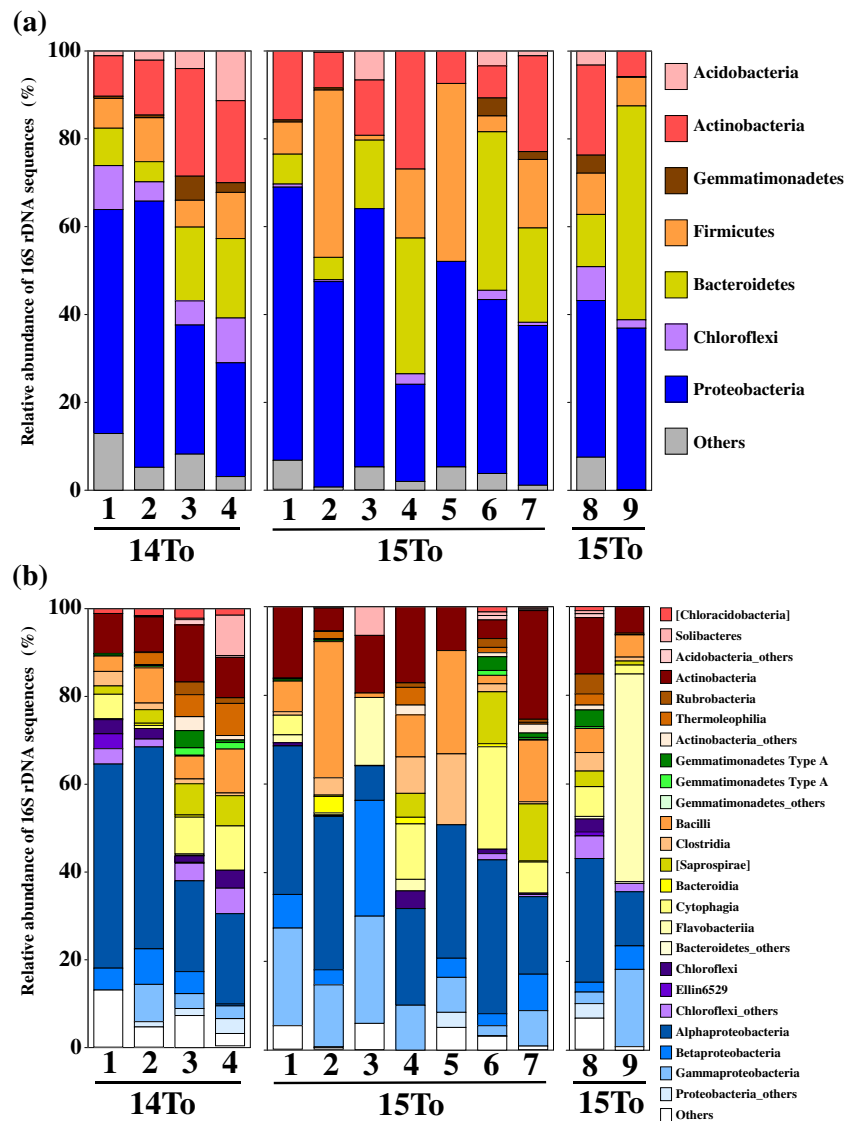 (a)
Relative abundance of 16S rDNA sequences (%)
100
80
60
40
20
0
1 2 3 4 1 2 3 4 5 6 7 8 9
14To 15To 15To
Acidobacteria
Actinobacteria
Gemmatimonadetes
Firmicutes
Bacteroidetes
Chloroflexi
Proteobacteria
Others
(b)
Relative abundance of 16S rDNA sequences (%)
100
80
60
40
20
0
1 2 3 4 1 2 3 4 5 6 7 8 9
14To 15To 15To
[Chloracidobacteria]
Solibacteres
Acidobacteria_others
Actinobacteria
Rubrobacteria
Thermoleophilia
Actinobacteria_others
Gemmatimonadetes Type A
Gemmatimonadetes Type A
Gemmatimonadetes_others
Bacilli
Clostridia
[Saprospirae]
Bacteroidia
Cytophagia
Flavobacteriia
Bacteroidetes_others
Chloroflexi
Ellin6529
Chloroflexi_others
Alphaproteobacteria
Betaproteobacteria
Gammaproteobacteria
Proteobacteria_others
Others